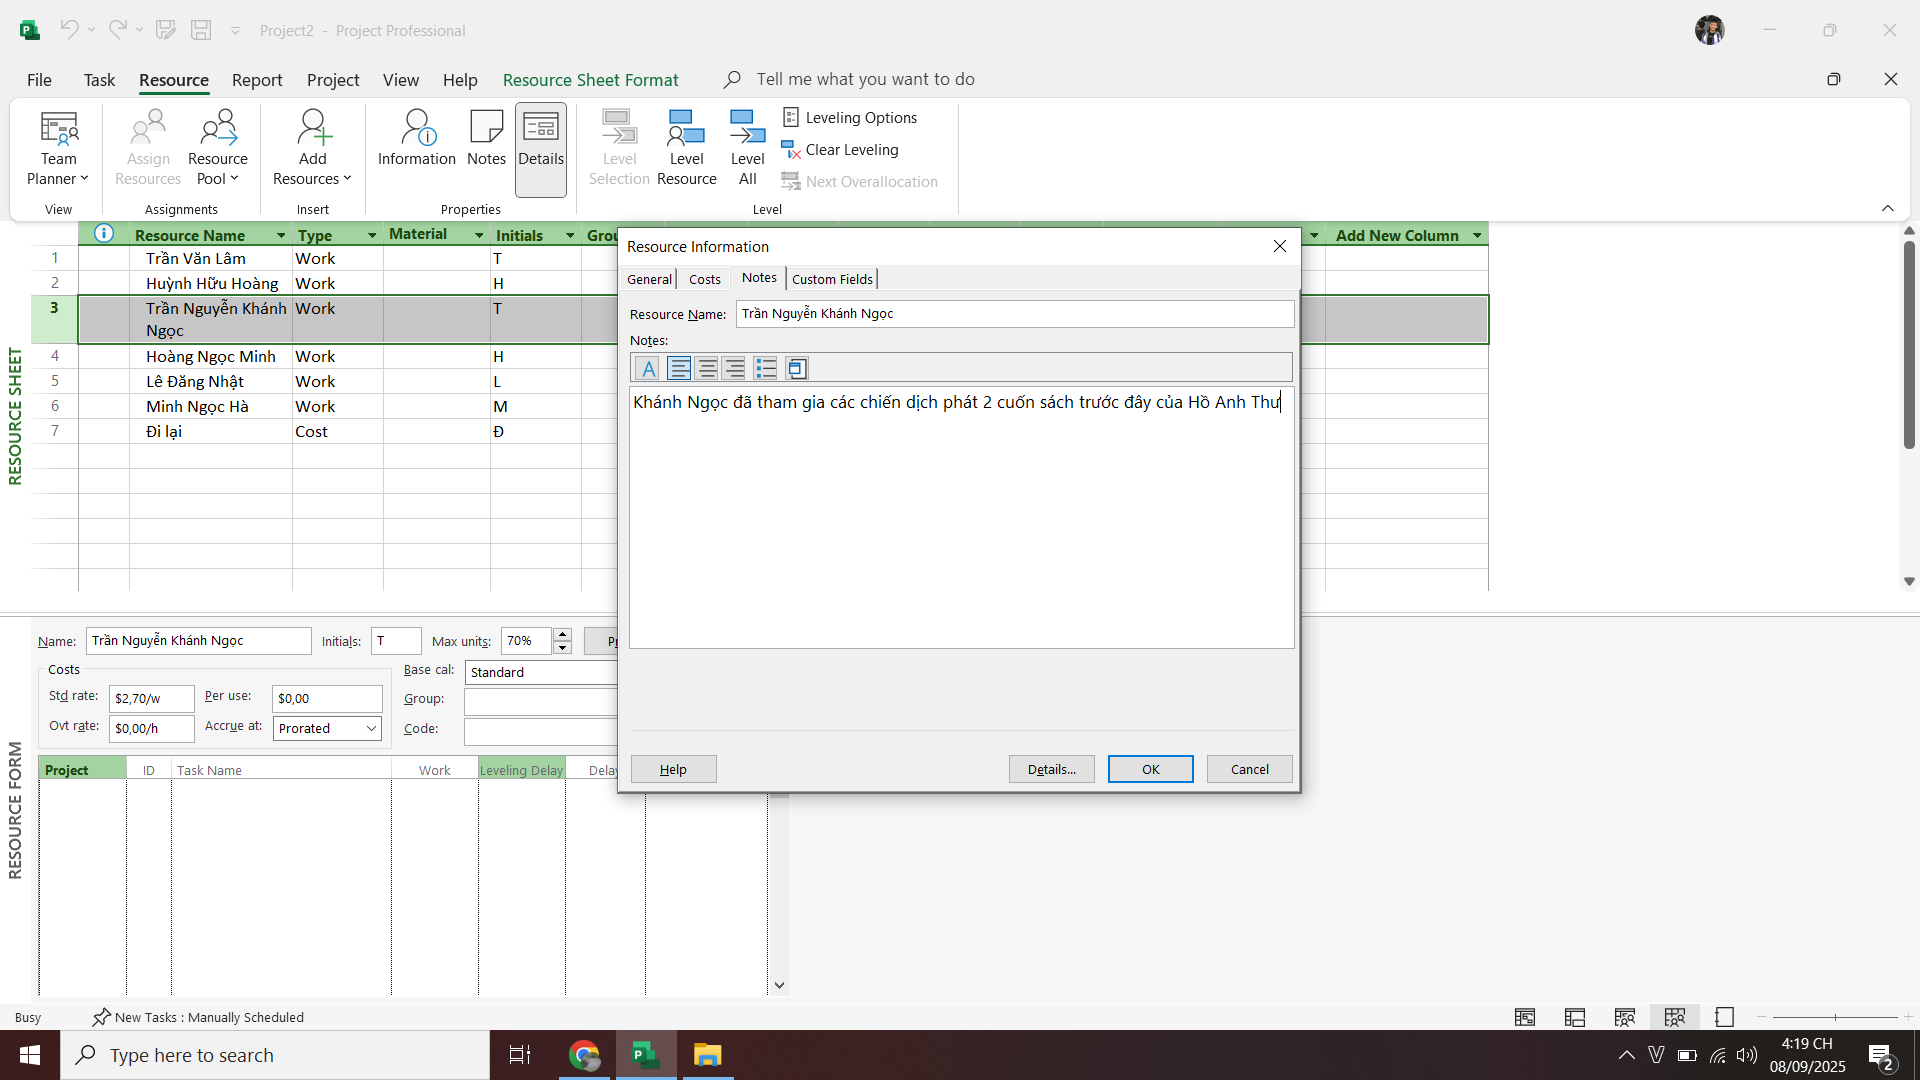 Project2 - Project Professional
File Task Resource Report Project View Help Resource Sheet Format Tell me what you want to do
Team Planner
View
Assign Resources
Resource Pool
Assignments
Add Resources
Insert
Information
Notes
Details
Properties
Level Selection
Level Resource
Level All
Leveling Options
Clear Leveling
Next Overallocation
Level
Resource Name Type Material Initials Grou Add New Column
1 Trần Văn Lâm Work T
2 Huỳnh Hữu Hoàng Work H
3 Trần Nguyễn Khánh Work T
Ngọc
4 Hoàng Ngọc Minh Work H
5 Lê Đăng Nhật Work L
6 Minh Ngọc Hà Work M
7 Đi lại Cost Đ
RESOURCE SHEET
Resource Information
General Costs Notes Custom Fields
Resource Name: Trần Nguyễn Khánh Ngọc
Notes:
Khánh Ngọc đã tham gia các chiến dịch phát 2 cuốn sách trước đây của Hồ Anh Thư
Help Details... OK Cancel
Name: Trần Nguyễn Khánh Ngọc Initials: T Max units: 70%
Costs Base cal: Standard
Std rate: $2,70/w Per use: $0,00 Group:
Ovt rate: $0,00/h Accrue at: Prorated Code:
Project ID Task Name Work Leveling Delay Delay
RESOURCE FORM
Busy New Tasks : Manually Scheduled
Type here to search
4:19 CH
08/09/2025
2